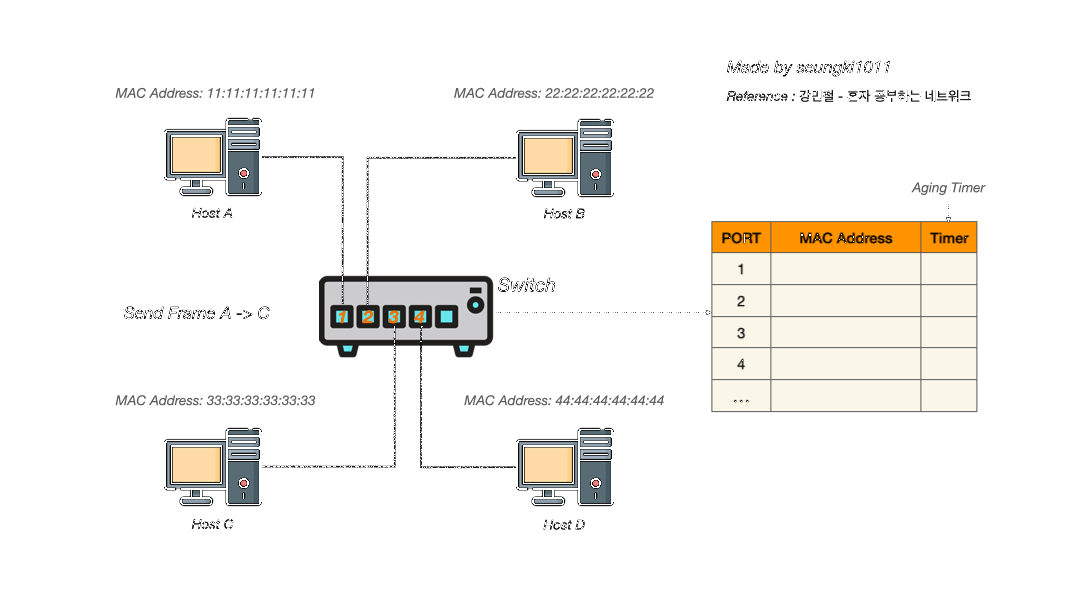 Made by seungki1011
Reference : 강민철 - 혼자 공부하는 네트워크
MAC Address: 11:11:11:11:11:11
MAC Address: 22:22:22:22:22:22
Host A
Host B
Aging Timer
PORT MAC Address Timer
1
2
3
4
...
Switch
Send Frame A -> C
1 2 3 4
MAC Address: 33:33:33:33:33:33
MAC Address: 44:44:44:44:44:44
Host C
Host D